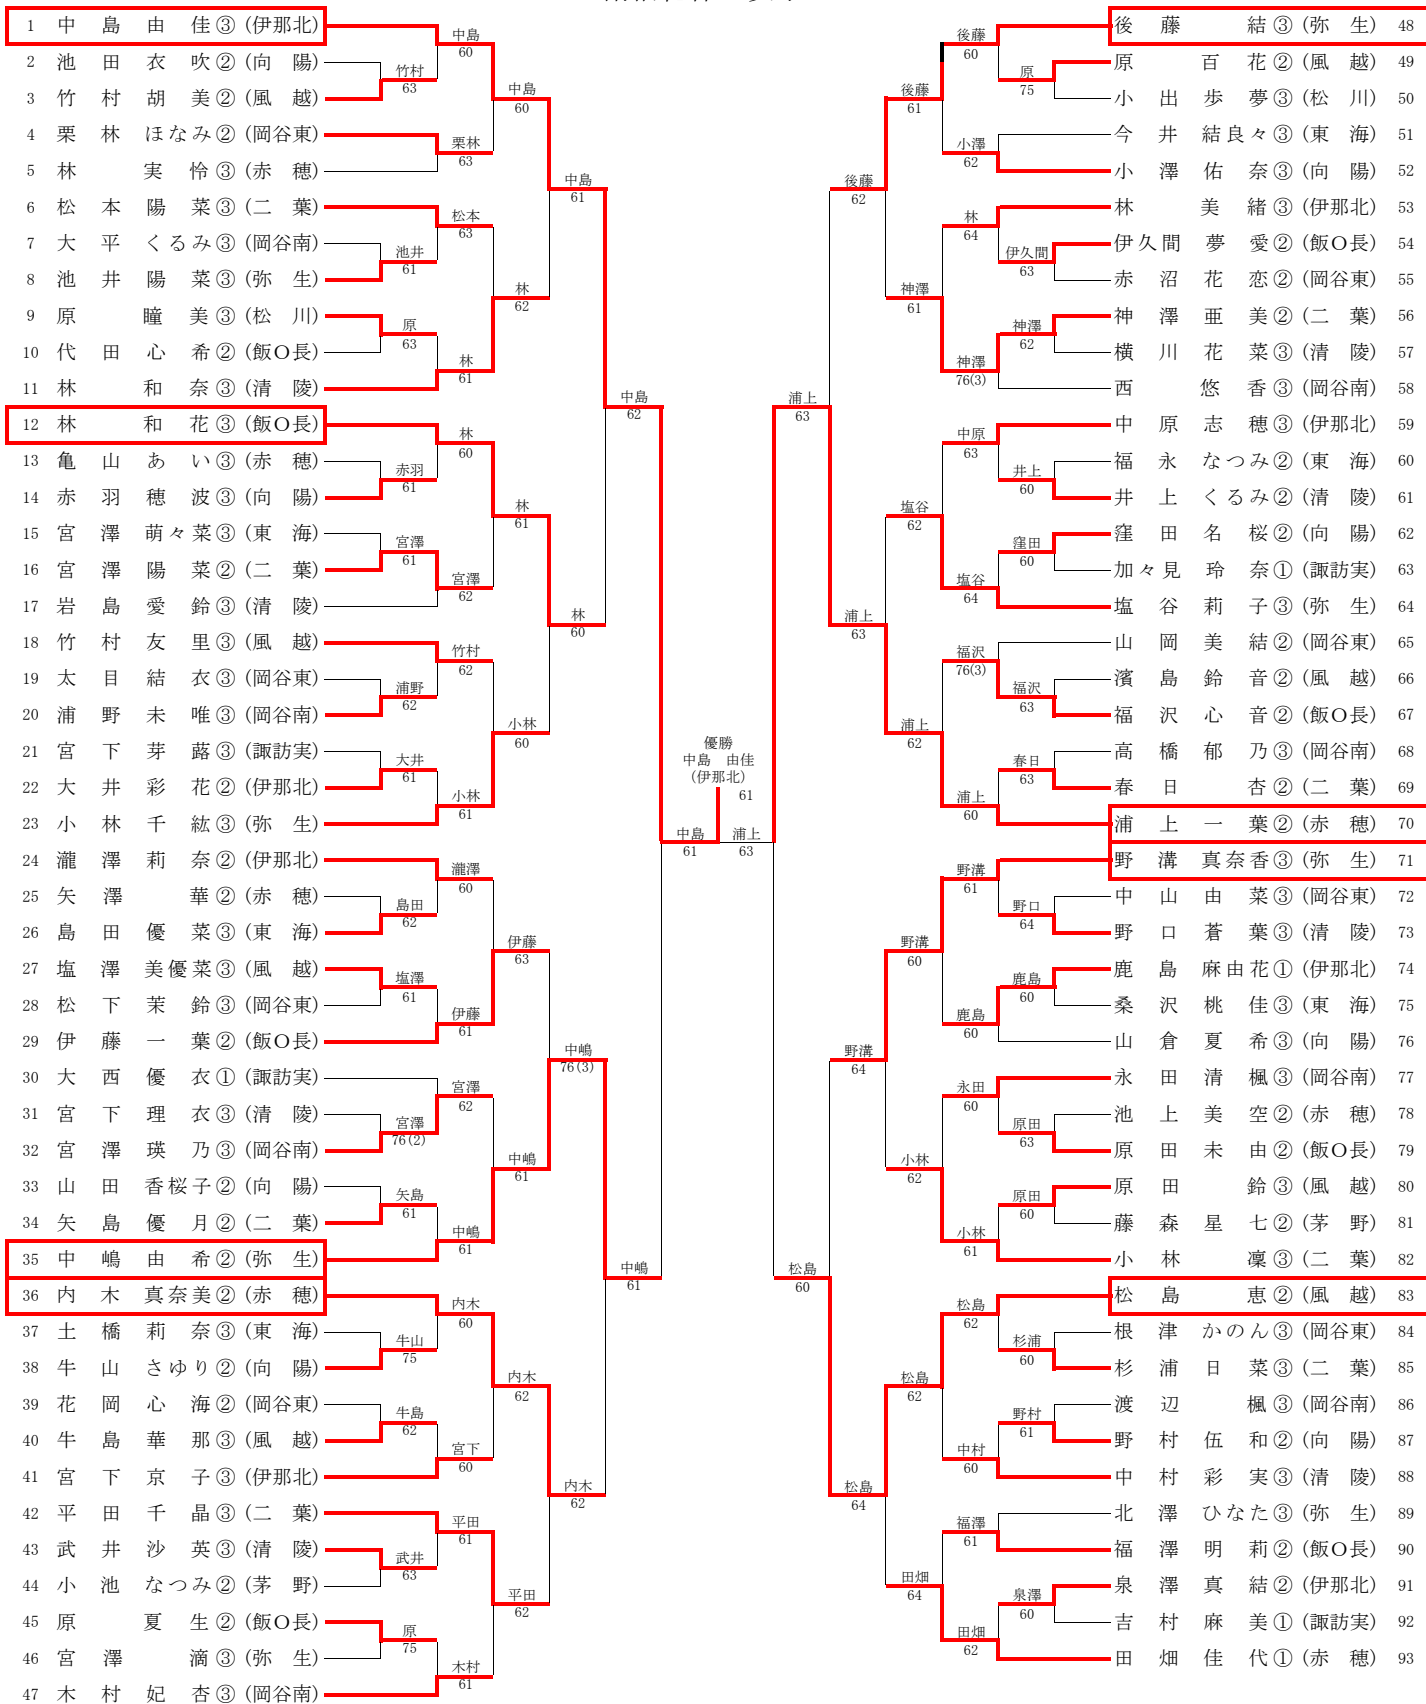 1 中島由佳③(伊那北)
2 池田衣吹②(向陽)
3 竹村胡美②(風越)
4 栗林ほなみ②(岡谷東)
5 林実怜③(赤穂)
6 松本陽菜③(二葉)
7 大平くるみ③(岡谷南)
8 池井陽菜③(弥生)
9 原瞳美③(松川)
10 代田心希②(飯O長)
11 林和奈③(清陵)
12 林和花③(飯O長)
13 亀山あい③(赤穂)
14 赤羽穂波③(向陽)
15 宮澤萌々菜③(東海)
16 宮澤陽菜②(二葉)
17 岩島愛鈴③(清陵)
18 竹村友里③(風越)
19 太目結衣③(岡谷東)
20 浦野未唯③(岡谷南)
21 宮下芽蕗③(諏訪実)
22 大井彩花②(伊那北)
23 小林千紘③(弥生)
24 瀧澤莉奈②(伊那北)
25 矢澤華②(赤穂)
26 島田優菜③(東海)
27 塩澤美優菜③(風越)
28 松下茉鈴③(岡谷東)
29 伊藤一葉②(飯O長)
30 大西優衣①(諏訪実)
31 宮下理衣③(清陵)
32 宮澤瑛乃③(岡谷南)
33 山田香桜子②(向陽)
34 矢島優月②(二葉)
35 中嶋由希②(弥生)
36 内木真奈美②(赤穂)
37 土橋莉奈③(東海)
38 牛山さゆり②(向陽)
39 花岡心海②(岡谷東)
40 牛島華那③(風越)
41 宮下京子③(伊那北)
42 平田千晶③(二葉)
43 武井沙英③(清陵)
44 小池なつみ②(茅野)
45 原夏生②(飯O長)
46 宮澤滴③(弥生)
47 木村妃杏③(岡谷南)
竹村
63
池井
61
原
63
赤羽
61
宮澤
61
浦野
62
大井
61
島田
62
塩澤
61
宮澤
76(2)
矢島
61
牛山
75
牛島
62
武井
63
原
75
中島
60
栗林
63
松本
63
林
61
林
60
宮澤
62
竹村
62
小林
61
瀧澤
60
伊藤
61
宮澤
62
中嶋
61
内木
60
宮下
60
平田
61
木村
61
中島
60
林
62
林
61
小林
60
伊藤
63
中嶋
61
内木
62
平田
62
中島
61
林
60
中嶋
76(3)
内木
62
中島
62
中嶋
61
中島
61
優勝
中島 由佳
(伊那北)
61
浦上
63
浦上
63
松島
60
後藤
62
浦上
63
野溝
64
松島
64
後藤
61
神澤
61
塩谷
62
浦上
62
野溝
60
小林
62
松島
62
田畑
64
後藤
60
小澤
62
林
64
神澤
76(3)
中原
63
塩谷
64
福沢
76(3)
浦上
60
野溝
61
鹿島
60
永田
60
小林
61
松島
62
中村
60
福澤
61
田畑
62
原
75
伊久間
63
神澤
62
井上
60
窪田
60
福沢
63
春日
63
野口
64
鹿島
60
原田
63
原田
60
杉浦
60
野村
61
泉澤
60
後藤結③(弥生) 48
原百花②(風越) 49
小出歩夢③(松川) 50
今井結良々③(東海) 51
小澤佑奈③(向陽) 52
林美緒③(伊那北) 53
伊久間夢愛②(飯O長) 54
赤沼花恋②(岡谷東) 55
神澤亜美②(二葉) 56
横川花菜③(清陵) 57
西悠香③(岡谷南) 58
中原志穂③(伊那北) 59
福永なつみ②(東海) 60
井上くるみ②(清陵) 61
窪田名桜②(向陽) 62
加々見玲奈①(諏訪実) 63
塩谷莉子③(弥生) 64
山岡美結②(岡谷東) 65
濱島鈴音②(風越) 66
福沢心音②(飯O長) 67
高橋郁乃③(岡谷南) 68
春日杏②(二葉) 69
浦上一葉②(赤穂) 70
野溝真奈香③(弥生) 71
中山由菜③(岡谷東) 72
野口蒼葉③(清陵) 73
鹿島麻由花①(伊那北) 74
桑沢桃佳③(東海) 75
山倉夏希③(向陽) 76
永田清楓③(岡谷南) 77
池上美空②(赤穂) 78
原田未由②(飯O長) 79
原田鈴③(風越) 80
藤森星七②(茅野) 81
小林凜③(二葉) 82
松島恵②(風越) 83
根津かのん③(岡谷東) 84
杉浦日菜③(二葉) 85
渡辺楓③(岡谷南) 86
野村伍和②(向陽) 87
中村彩実③(清陵) 88
北澤ひなた③(弥生) 89
福澤明莉②(飯O長) 90
泉澤真結②(伊那北) 91
吉村麻美①(諏訪実) 92
田畑佳代①(赤穂) 93